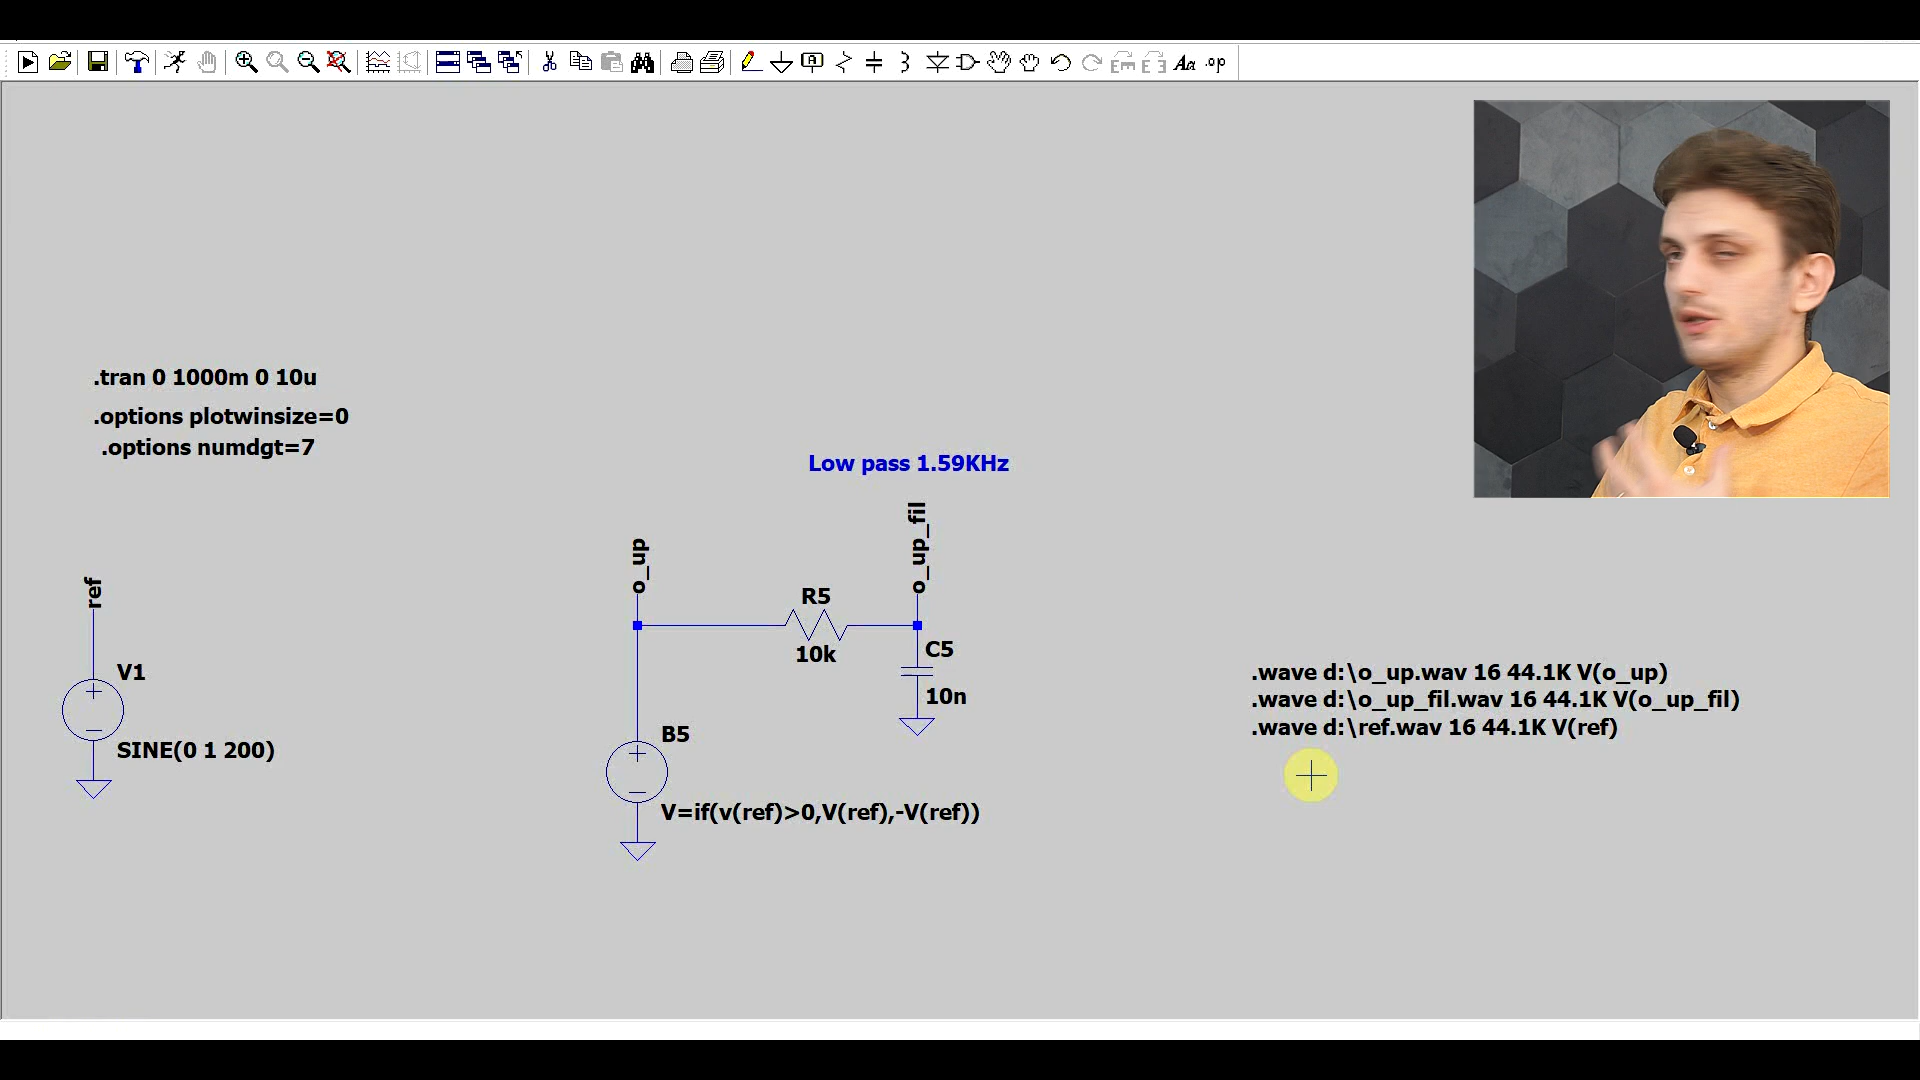 .tran 0 1000m 0 10u
.options plotwinsize=0
.options numdgt=7
Low pass 1.59KHz
o_up
o_up_fil
ref
R5
10k
C5
10n
V1
SINE(0 1 200)
B5
V=if(v(ref)>0,V(ref),-V(ref))
.wave d:\o_up.wav 16 44.1K V(o_up)
.wave d:\o_up_fil.wav 16 44.1K V(o_up_fil)
.wave d:\ref.wav 16 44.1K V(ref)
Aa
.op